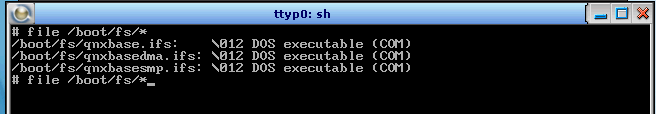 ttyp0: sh
# file /boot/fs/*
/boot/fs/qnxbase.ifs:    \012 DOS executable (COM)
/boot/fs/qnxbasedma.ifs: \012 DOS executable (COM)
/boot/fs/qnxbasesmp.ifs: \012 DOS executable (COM)
# file /boot/fs/*_